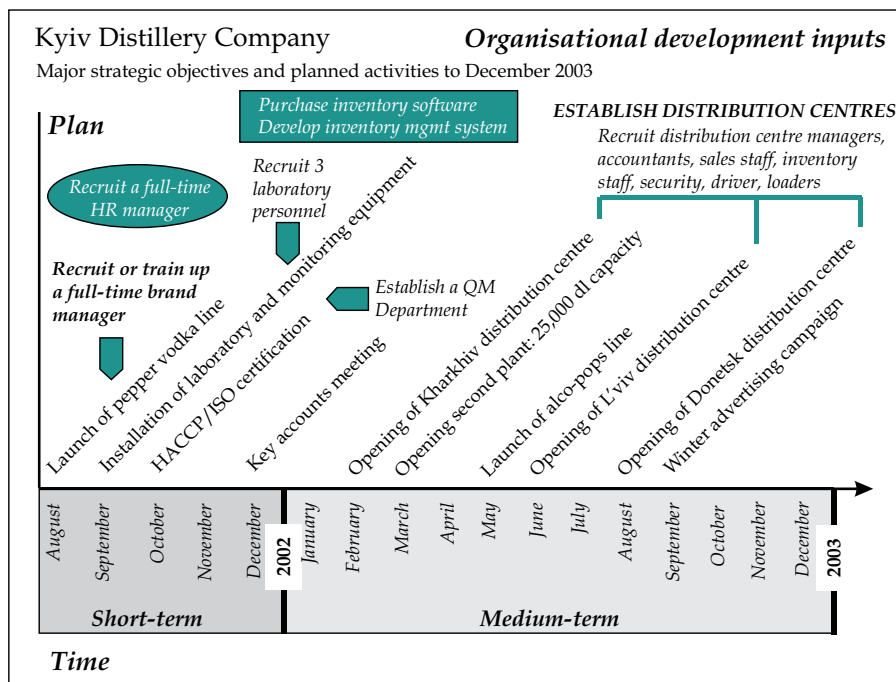 Kyiv Distillery Company
Organisational development inputs
Major strategic objectives and planned activities to December 2003
Plan
Purchase inventory software
Develop inventory mgmt system
ESTABLISH DISTRIBUTION CENTRES
Recruit distribution centre managers,
accountants, sales staff, inventory
staff, security, driver, loaders
Recruit a full-time
HR manager
Recruit 3
laboratory
personnel
Recruit or train up
a full-time brand
manager
Establish a QM
Department
Launch of pepper vodka line
Installation of laboratory and monitoring equipment
HACCP/ISO certification
Key accounts meeting
Opening of Kharkhiv distribution centre
Opening second plant: 25,000 dl capacity
Launch of alco-pops line
Opening of L'viv distribution centre
Opening of Donetsk distribution centre
Winter advertising campaign
August
September
October
November
December
2002
January
February
March
April
May
June
July
August
September
October
November
December
2003
Short-term
Medium-term
Time